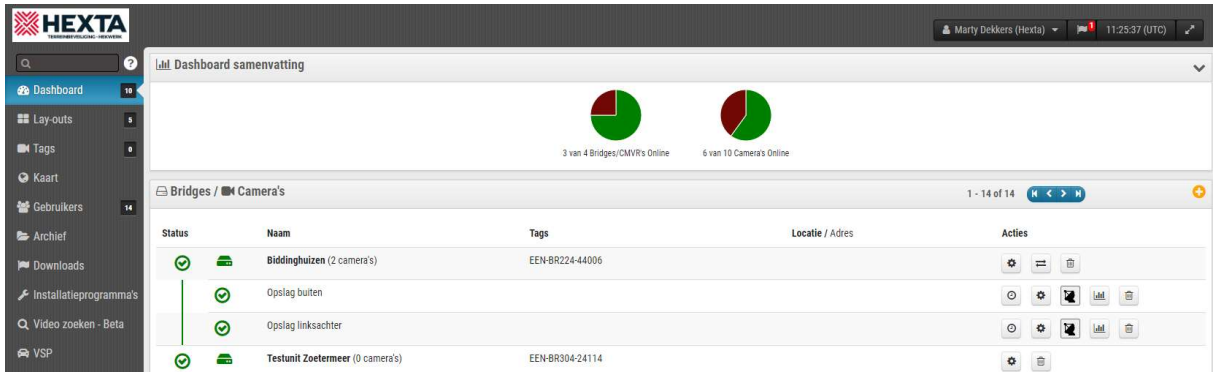 HEXTA
TERREINBEVEILIGING - HEKWERK
Marty Dekkers (Hexta) 1 11:25:37 (UTC)
?
Dashboard samenvatting
Dashboard 10
Lay-outs 5
Tags 0
Kaart
Gebruikers 14
Archief
Downloads
Installatieprogramma's
Video zoeken - Beta
VSP
3 van 4 Bridges/CMVR's Online 6 van 10 Camera's Online
Bridges / Camera's 1 - 14 of 14
Status Naam Tags Locatie / Adres Acties
Biddinghuizen (2 camera's) EEN-BR224-44006
Opslag buiten
Opslag linksachter
Testunit Zoetermeer (0 camera's) EEN-BR304-24114